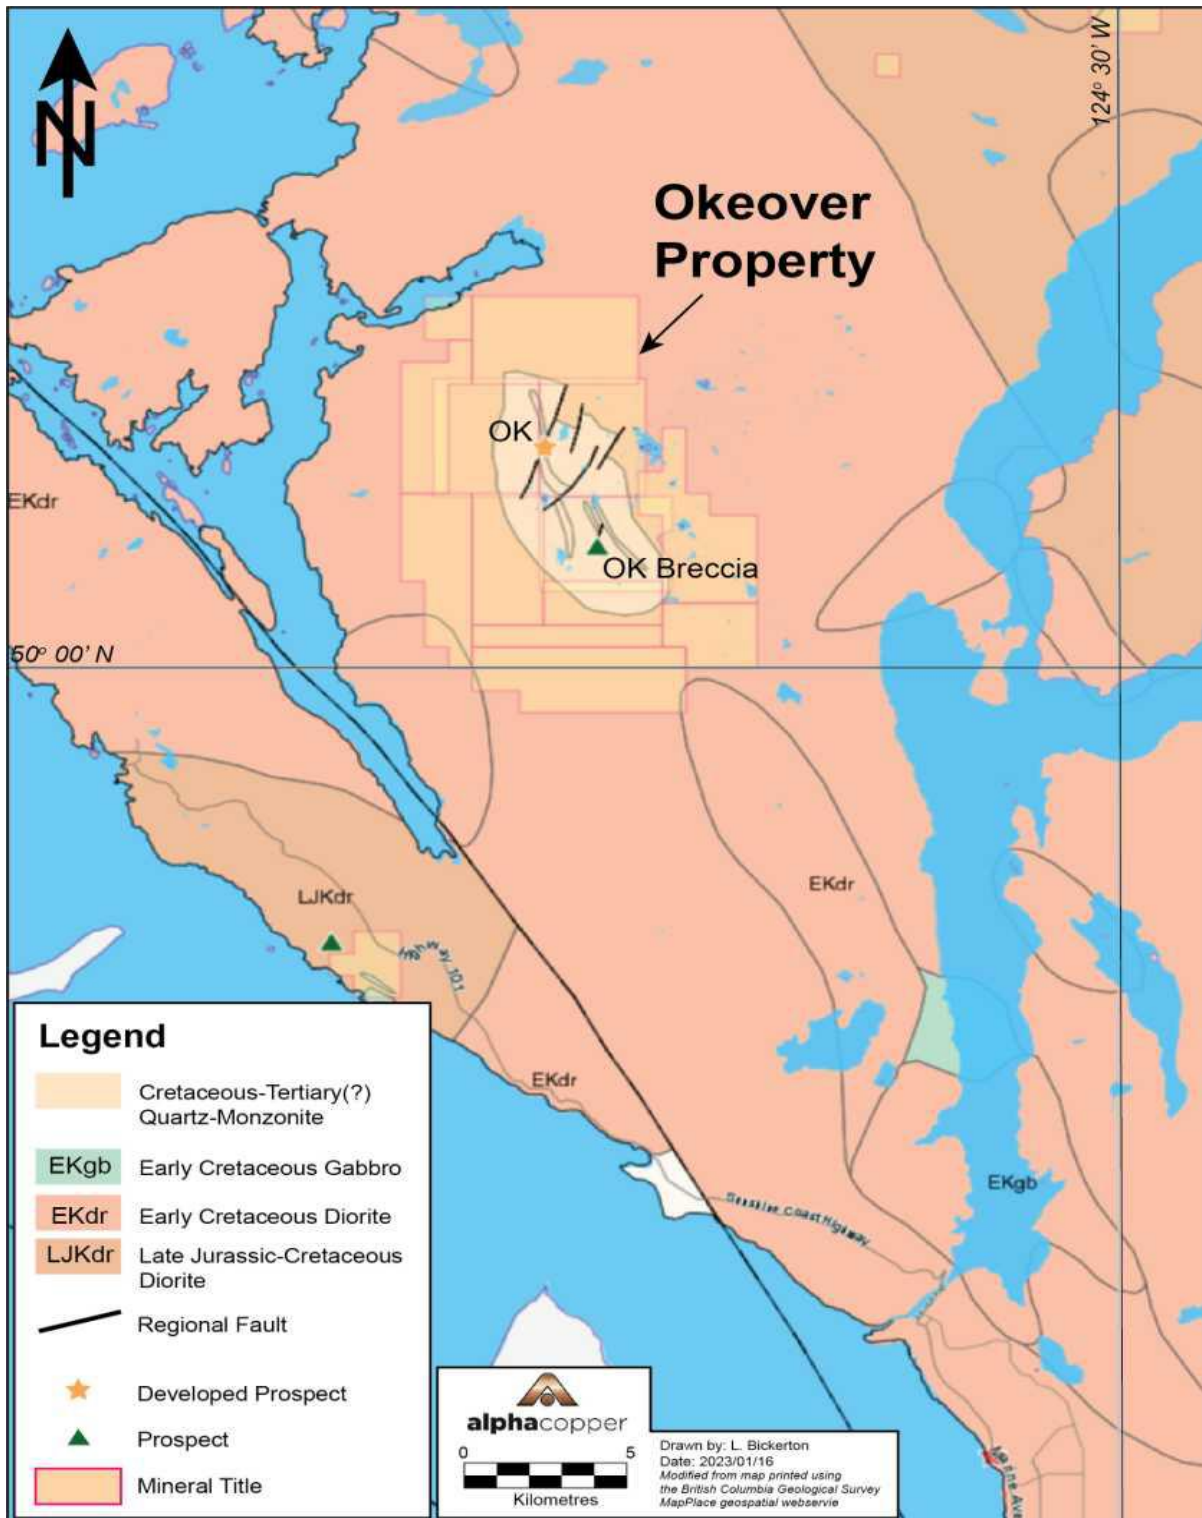 N
124° 30' W
Okeover
Property
OK
EKdr
OK Breccia
50° 00' N
EKdr
LJKdr
Highway 101
EKdr
Sunshine Coast Highway
EKgb
Marine Ave
Legend
Cretaceous-Tertiary(?)
Quartz-Monzonite
EKgb
Early Cretaceous Gabbro
EKdr
Early Cretaceous Diorite
LJKdr
Late Jurassic-Cretaceous
Diorite
Regional Fault
Developed Prospect
Prospect
Mineral Title
alphacopper
0 5
Kilometres
Drawn by: L. Bickerton
Date: 2023/01/16
Modified from map printed using
the British Columbia Geological Survey
MapPlace geospatial webservie